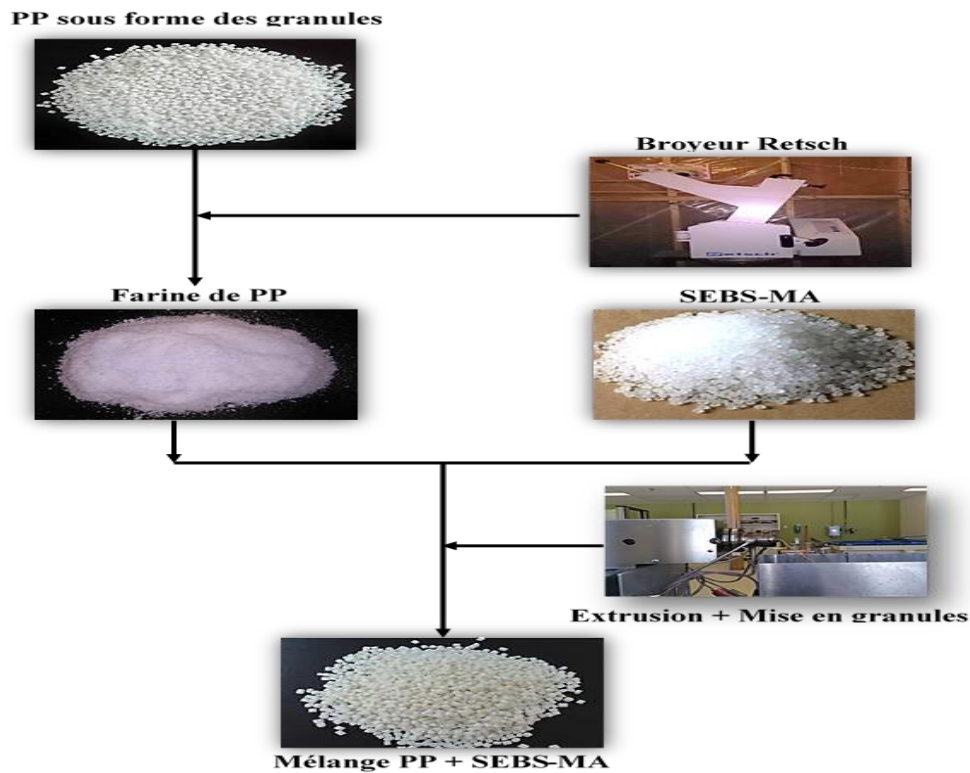 PP sous forme des granules
Broyeur Retsch
Farine de PP
SEBS-MA
Extrusion + Mise en granules
Mélange PP + SEBS-MA